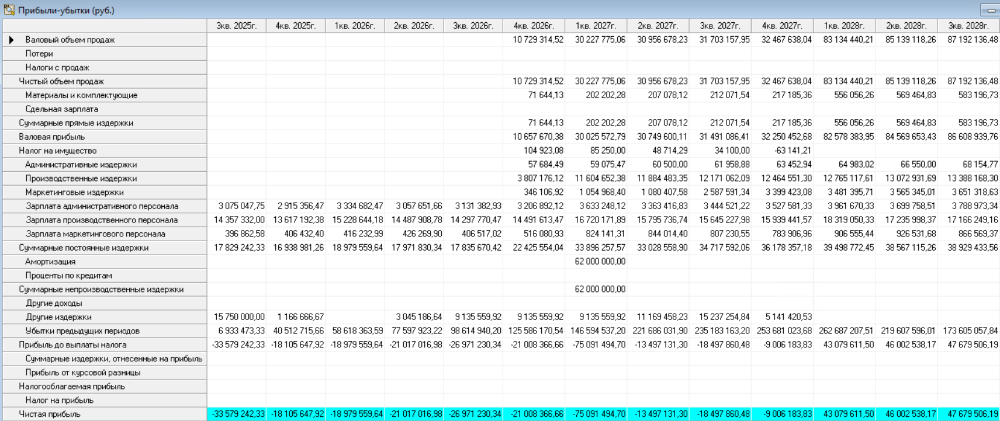 Прибыли-убытки (руб.)
3кв. 2025г. 4кв. 2025г. 1кв. 2026г. 2кв. 2026г. 3кв. 2026г. 4кв. 2026г. 1кв. 2027г. 2кв. 2027г. 3кв. 2027г. 4кв. 2027г. 1кв. 2028г. 2кв. 2028г. 3кв. 2028г.
Валовый объем продаж 10 729 314,52 30 227 775,06 30 956 678,23 31 703 157,95 32 467 638,04 83 134 440,21 85 139 118,26 87 192 136,48
Потери
Налоги с продаж
Чистый объем продаж 10 729 314,52 30 227 775,06 30 956 678,23 31 703 157,95 32 467 638,04 83 134 440,21 85 139 118,26 87 192 136,48
Материалы и комплектующие 71 644,13 202 202,28 207 078,12 212 071,54 217 185,36 556 056,26 569 464,83 583 196,73
Сдельная зарплата
Суммарные прямые издержки 71 644,13 202 202,28 207 078,12 212 071,54 217 185,36 556 056,26 569 464,83 583 196,73
Валовая прибыль 10 657 670,38 30 025 572,79 30 749 600,11 31 491 086,41 32 250 452,68 82 578 383,95 84 569 653,43 86 608 939,76
Налог на имущество 104 923,08 85 250,00 48 714,29 34 100,00 -63 141,21
Административные издержки 57 684,49 59 075,47 60 500,00 61 958,88 63 452,94 64 983,02 66 550,00 68 154,77
Производственные издержки 3 807 176,12 11 604 652,38 11 884 483,35 12 171 062,09 12 464 551,30 12 765 117,61 13 072 931,69 13 388 168,30
Маркетинговые издержки 346 106,92 1 054 968,40 1 080 407,58 2 587 591,34 3 399 423,08 3 481 395,71 3 565 345,01 3 651 318,63
Зарплата административного персонала 3 075 047,75 2 915 356,47 3 334 682,47 3 057 651,66 3 131 382,93 3 206 892,12 3 633 248,12 3 363 416,83 3 444 521,22 3 527 581,33 3 961 670,33 3 699 758,51 3 788 973,34
Зарплата производственного персонала 14 357 332,00 13 617 192,38 15 228 644,18 14 487 908,78 14 297 770,47 14 491 613,47 16 720 171,89 15 795 736,74 15 645 227,98 15 939 441,57 18 319 050,33 17 235 998,37 17 166 249,16
Зарплата маркетингового персонала 396 862,58 406 432,40 416 232,99 426 269,90 406 517,02 516 080,93 824 141,31 844 014,40 807 230,55 783 906,96 906 555,44 926 531,68 866 569,37
Суммарные постоянные издержки 17 829 242,33 16 938 981,26 18 979 559,64 17 971 830,34 17 835 670,42 22 425 554,04 33 896 257,57 33 028 558,90 34 717 592,06 36 178 357,18 39 498 772,45 38 567 115,26 38 929 433,56
Амортизация 62 000 000,00
Проценты по кредитам
Суммарные непроизводственные издержки 62 000 000,00
Другие доходы
Другие издержки 15 750 000,00 1 166 666,67 3 045 186,64 9 135 559,92 9 135 559,92 9 135 559,92 11 169 458,23 15 237 254,84 5 141 420,53
Убытки предыдущих периодов 6 933 473,33 40 512 715,66 58 618 363,59 77 597 923,22 98 614 940,20 125 586 170,54 146 594 537,20 221 686 031,90 235 183 163,20 253 681 023,68 262 687 207,51 219 607 596,01 173 605 057,84
Прибыль до выплаты налога -33 579 242,33 -18 105 647,92 -18 979 559,64 -21 017 016,98 -26 971 230,34 -21 008 366,66 -75 091 494,70 -13 497 131,30 -18 497 860,48 -9 006 183,83 43 079 611,50 46 002 538,17 47 679 506,19
Суммарные издержки, отнесенные на прибыль
Прибыль от курсовой разницы
Налогооблагаемая прибыль
Налог на прибыль
Чистая прибыль -33 579 242,33 -18 105 647,92 -18 979 559,64 -21 017 016,98 -26 971 230,34 -21 008 366,66 -75 091 494,70 -13 497 131,30 -18 497 860,48 -9 006 183,83 43 079 611,50 46 002 538,17 47 679 506,19